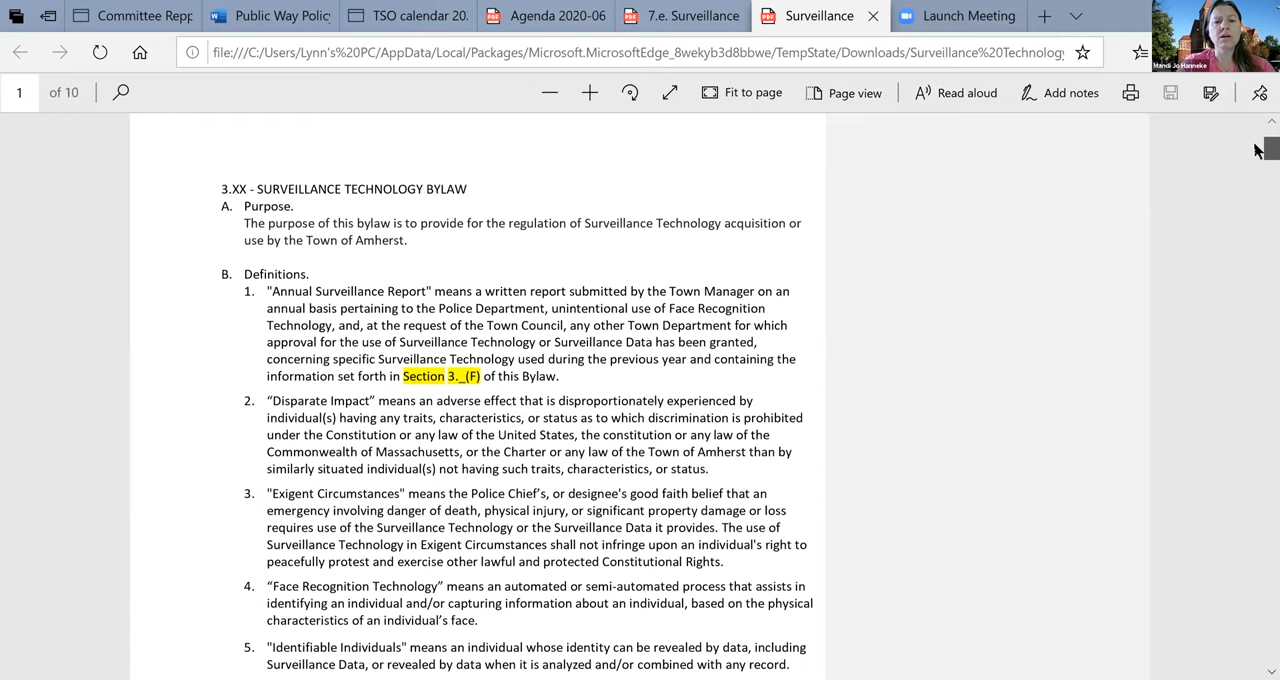 Committee Rep
Public Way Policy
TSO calendar 202
Agenda 2020-06
7.e. Surveillance
Surveillance
Launch Meeting
file:///C:/Users/Lynn's%20PC/AppData/Local/Packages/Microsoft.MicrosoftEdge_8wekyb3d8bbwe/TempState/Downloads/Surveillance%20Technology
Mandi Jo Hanneke
1 of 10
Fit to page
Page view
Read aloud
Add notes
3.XX - SURVEILLANCE TECHNOLOGY BYLAW
A. Purpose.
The purpose of this bylaw is to provide for the regulation of Surveillance Technology acquisition or
use by the Town of Amherst.
B. Definitions.
1. "Annual Surveillance Report" means a written report submitted by the Town Manager on an
annual basis pertaining to the Police Department, unintentional use of Face Recognition
Technology, and, at the request of the Town Council, any other Town Department for which
approval for the use of Surveillance Technology or Surveillance Data has been granted,
concerning specific Surveillance Technology used during the previous year and containing the
information set forth in Section 3._(F) of this Bylaw.
2. “Disparate Impact” means an adverse effect that is disproportionately experienced by
individual(s) having any traits, characteristics, or status as to which discrimination is prohibited
under the Constitution or any law of the United States, the constitution or any law of the
Commonwealth of Massachusetts, or the Charter or any law of the Town of Amherst than by
similarly situated individual(s) not having such traits, characteristics, or status.
3. "Exigent Circumstances" means the Police Chief’s, or designee's good faith belief that an
emergency involving danger of death, physical injury, or significant property damage or loss
requires use of the Surveillance Technology or the Surveillance Data it provides. The use of
Surveillance Technology in Exigent Circumstances shall not infringe upon an individual's right to
peacefully protest and exercise other lawful and protected Constitutional Rights.
4. “Face Recognition Technology” means an automated or semi-automated process that assists in
identifying an individual and/or capturing information about an individual, based on the physical
characteristics of an individual’s face.
5. "Identifiable Individuals" means an individual whose identity can be revealed by data, including
Surveillance Data, or revealed by data when it is analyzed and/or combined with any record.